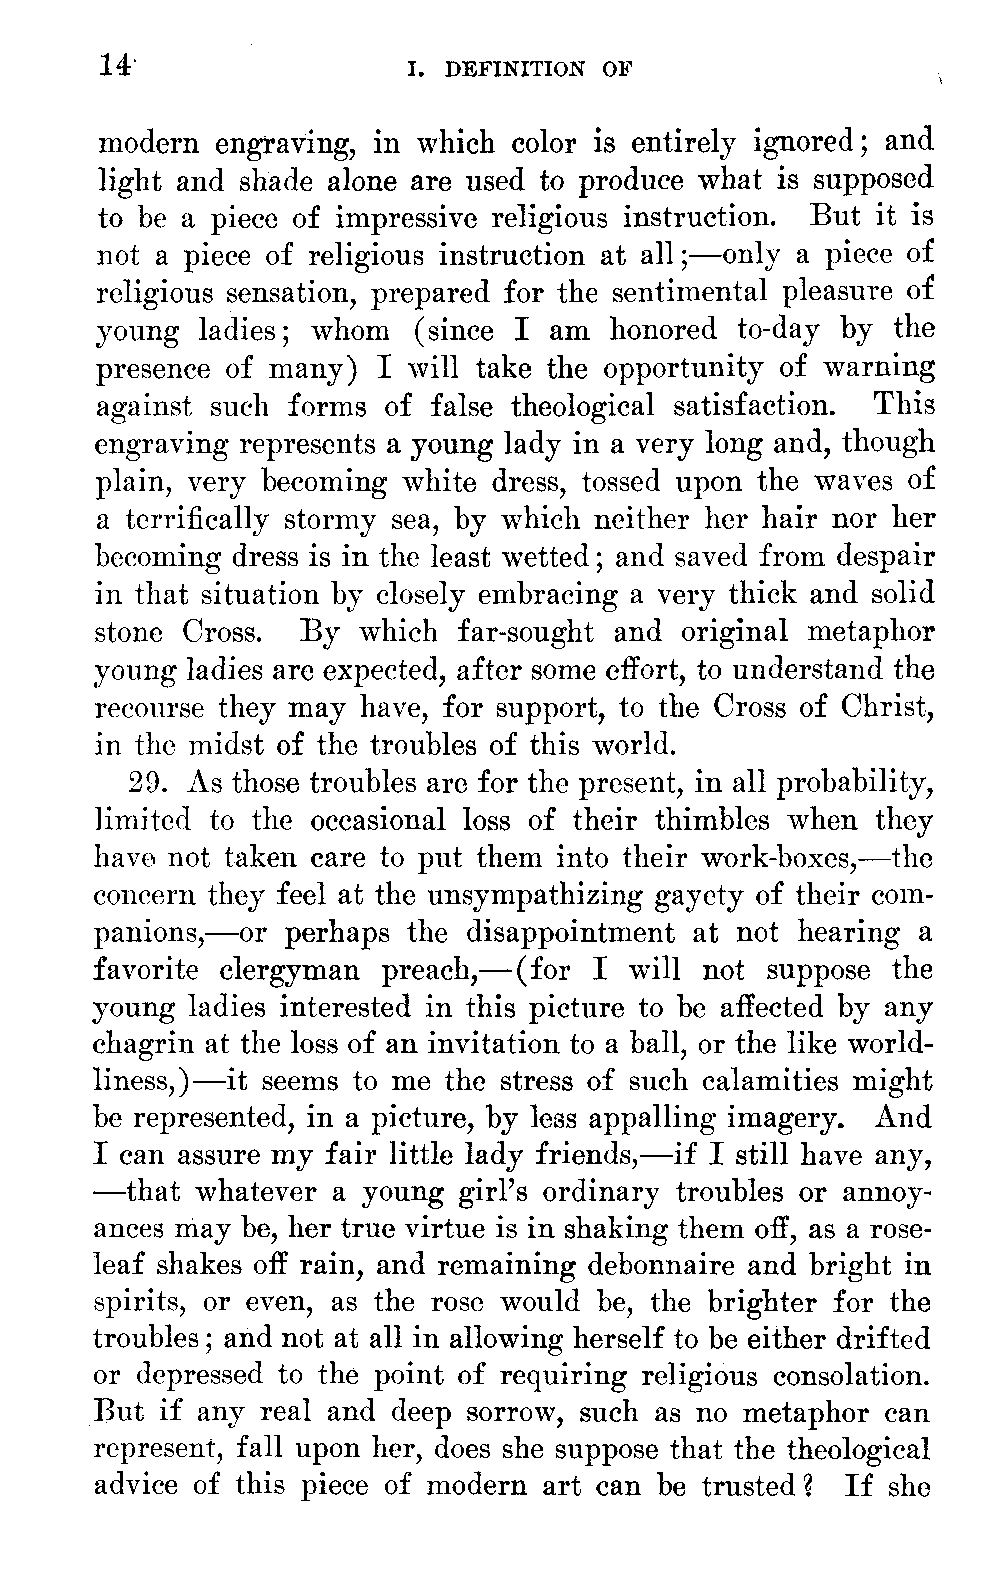 14 I. DEFINITION OF
modern engraving, in which color is entirely ignored; and
light and shade alone are used to produce what is supposed
to be a piece of impressive religious instruction. But it is
not a piece of religious instruction at all;—only a piece of
religious sensation, prepared for the sentimental pleasure of
young ladies; whom (since I am honored to-day by the
presence of many) I will take the opportunity of warning
against such forms of false theological satisfaction. This
engraving represents a young lady in a very long and, though
plain, very becoming white dress, tossed upon the waves of
a terrifically stormy sea, by which neither her hair nor her
becoming dress is in the least wetted; and saved from despair
in that situation by closely embracing a very thick and solid
stone Cross. By which far-sought and original metaphor
young ladies are expected, after some effort, to understand the
recourse they may have, for support, to the Cross of Christ,
in the midst of the troubles of this world.
29. As those troubles are for the present, in all probability,
limited to the occasional loss of their thimbles when they
have not taken care to put them into their work-boxes,—the
concern they feel at the unsympathizing gayety of their com-
panions,—or perhaps the disappointment at not hearing a
favorite clergyman preach,—(for I will not suppose the
young ladies interested in this picture to be affected by any
chagrin at the loss of an invitation to a ball, or the like world-
liness,)—it seems to me the stress of such calamities might
be represented, in a picture, by less appalling imagery. And
I can assure my fair little lady friends,—if I still have any,
—that whatever a young girl's ordinary troubles or annoy-
ances may be, her true virtue is in shaking them off, as a rose-
leaf shakes off rain, and remaining debonnaire and bright in
spirits, or even, as the rose would be, the brighter for the
troubles; and not at all in allowing herself to be either drifted
or depressed to the point of requiring religious consolation.
But if any real and deep sorrow, such as no metaphor can
represent, fall upon her, does she suppose that the theological
advice of this piece of modern art can be trusted? If she